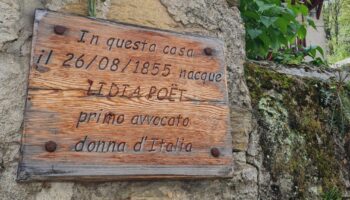 In questa casa
il 26/08/1855 nacque
LIDIA POËT
primo avvocato
donna d'Italia